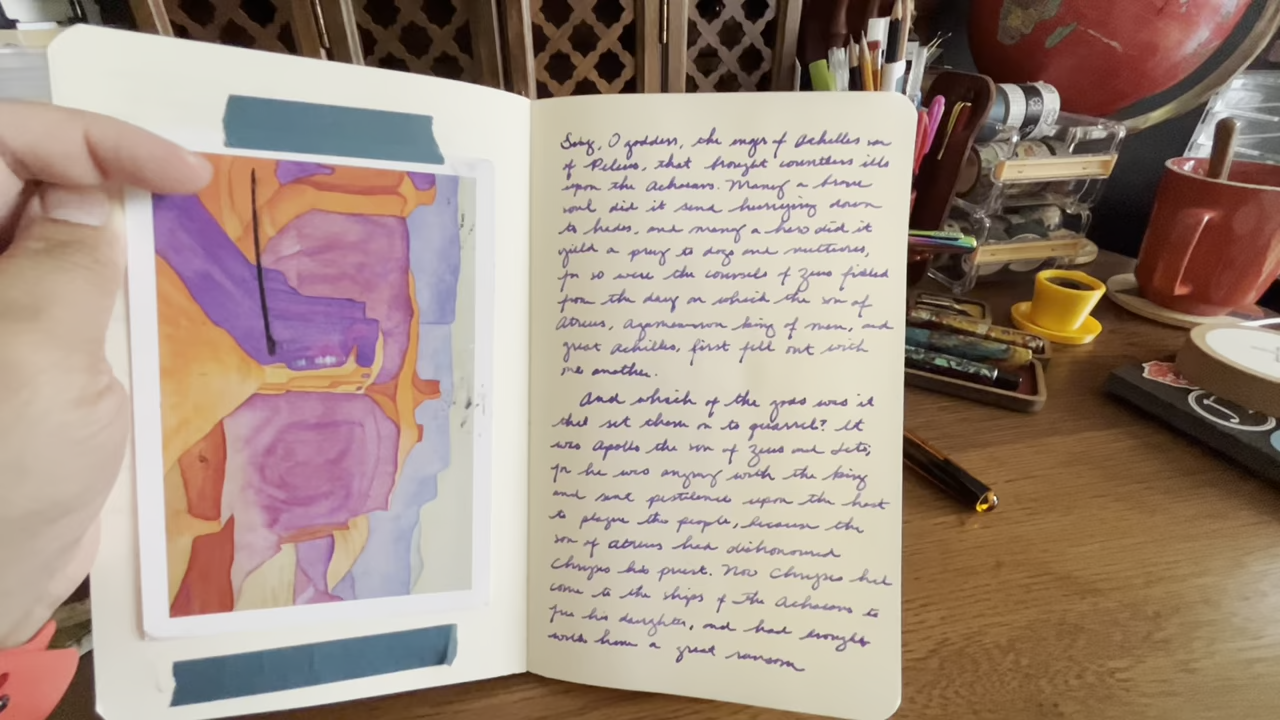 Sing, O goddess, the anger of Achilles son
of Peleus, that brought countless ills
upon the Achaeans. Many a brave
soul did it send hurrying down
to hades, and many a hero did it
yield a prey to dogs and vultures,
for so were the counsels of Zeus fulfilled
from the day on which the son of
Atreus, Agamemnon king of men, and
great Achilles, first fell out with
one another.
And which of the gods was it
that set them on to quarrel? It
was Apollo the son of Zeus and Leto;
for he was angry with the king
and sent pestilence upon the host
to plague the people, because the
son of Atreus had dishonoured
Chryses his priest. Now Chryses had
come to the ships of the Achaeans to
free his daughter, and had brought
with him a great ransom